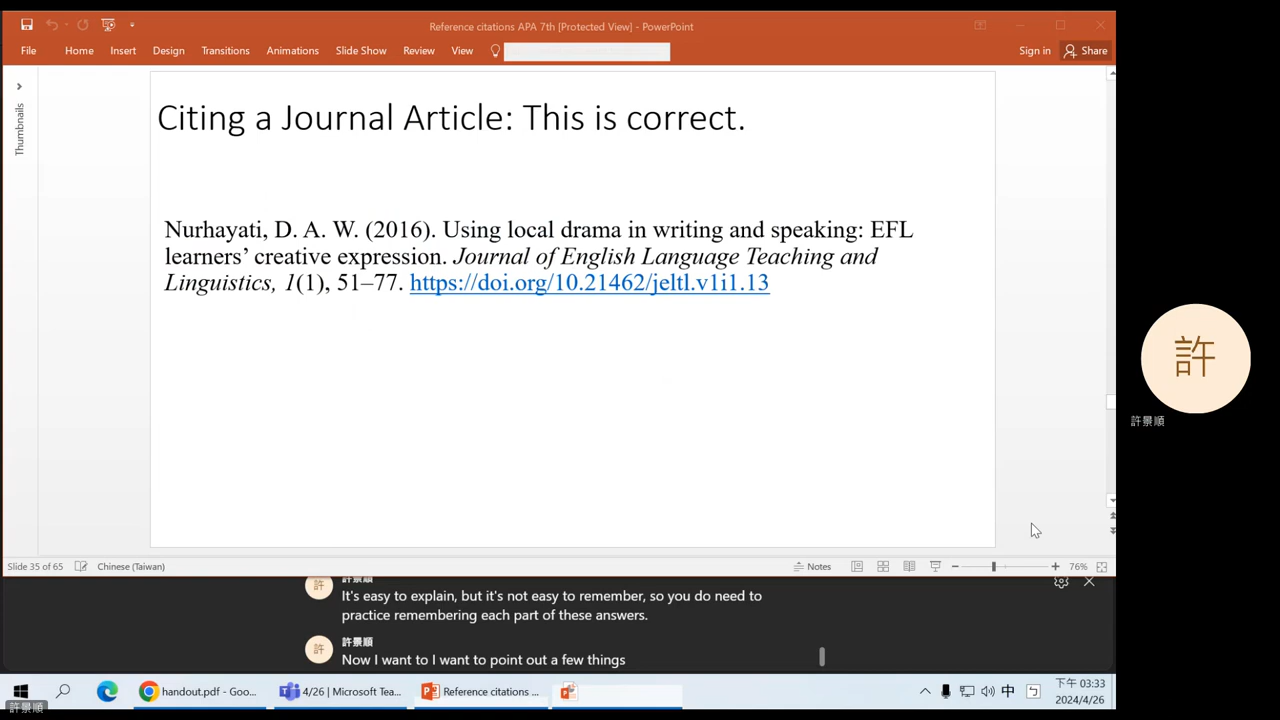 Reference citations APA 7th [Protected View] - PowerPoint
File Home Insert Design Transitions Animations Slide Show Review View Sign in Share
Thumbnails
Citing a Journal Article: This is correct.
Nurhayati, D. A. W. (2016). Using local drama in writing and speaking: EFL
learners’ creative expression. Journal of English Language Teaching and
Linguistics, 1(1), 51–77. https://doi.org/10.21462/jeltl.v1i1.13
許
許景順
Slide 35 of 65 Chinese (Taiwan) Notes 76%
許 許景順
It's easy to explain, but it's not easy to remember, so you do need to
practice remembering each part of these answers.
許 許景順
Now I want to I want to point out a few things
handout.pdf - Goo... 4/26 | Microsoft Tea... Reference citations ... 中 ㄅ 下午 03:33
2024/4/26
許景順